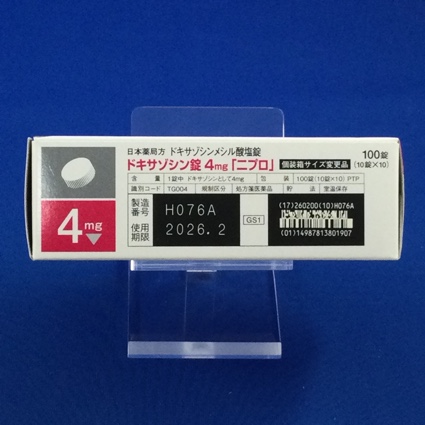 日本薬局方 ドキサゾシンメシル酸塩錠
ドキサゾシン錠 4mg「ニプロ」 個装箱サイズ変更品
100錠
(10錠×10)
含量 1錠中 ドキサゾシンとして4mg 包装 100錠(10錠×10) PTP
識別コード TG004 規制区分 処方箋医薬品 貯法 室温保存
製造番号 H076A
使用期限 2026.2
GS1
(17)260200(10)H076A
(01)14987813801907
4mg